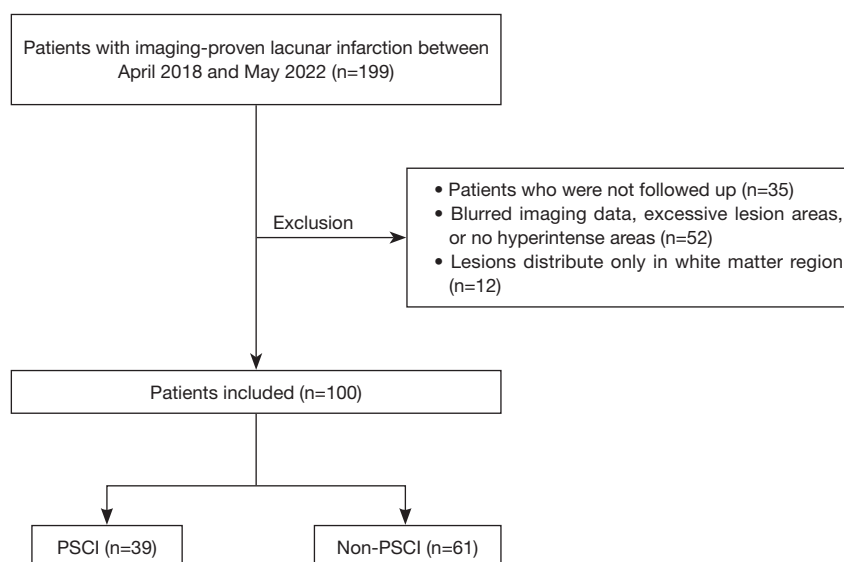 Patients with imaging-proven lacunar infarction between
April 2018 and May 2022 (n=199)
Exclusion
• Patients who were not followed up (n=35)
• Blurred imaging data, excessive lesion areas,
or no hyperintense areas (n=52)
• Lesions distribute only in white matter region
(n=12)
Patients included (n=100)
PSCI (n=39)
Non-PSCI (n=61)